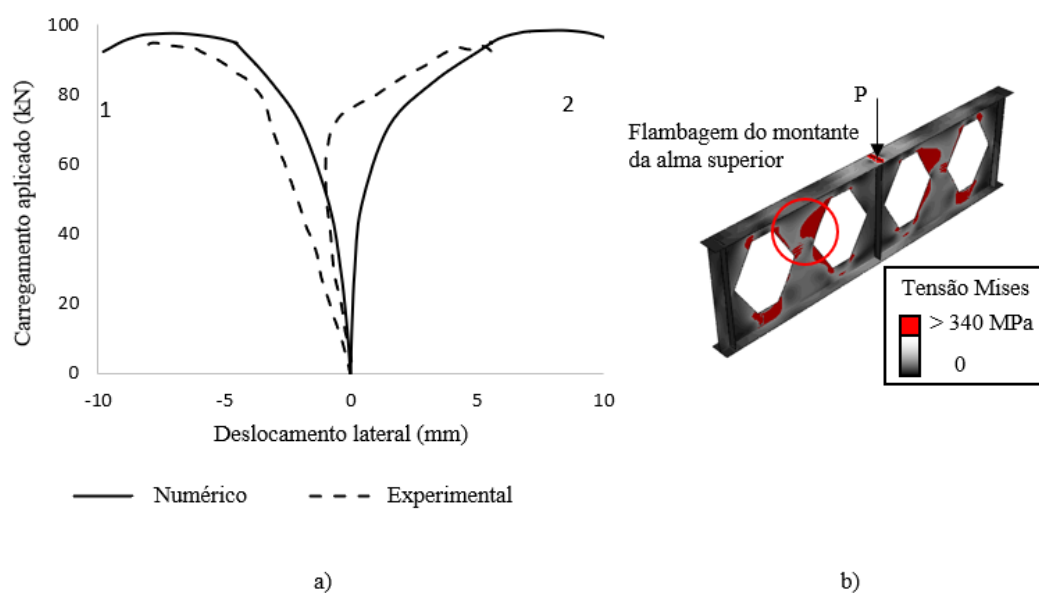 Carregamento aplicado (kN)
100
80
60
40
20
0
1
2
-10
-5
0
5
10
Deslocamento lateral (mm)
Numérico
Experimental
a)
P
Flambagem do montante
da alma superior
Tensão Mises
> 340 MPa
0
b)